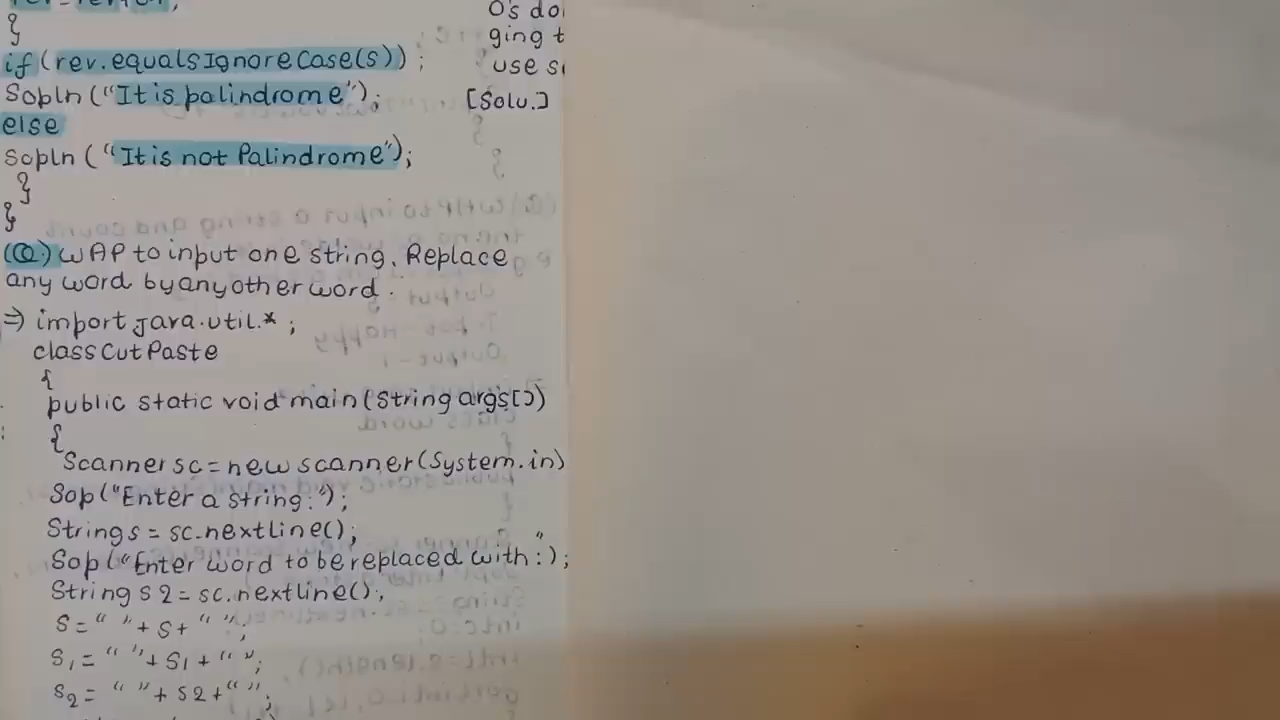 {
if (rev.equalsIgnoreCase(s));
Sopln ("It is palindrome");
else
Sopln ("It is not Palindrome");
}
}
(Q.) WAP to input one string. Replace
any word by any other word.
⇒ import java.util.*;
class CutPaste
{
public static void main(String args[])
{
Scanner sc = new scanner(System.in)
Sop("Enter a string:");
String s = sc.nextline();
Sop("Enter word to be replaced with:");
String s2 = sc.nextline();
s = " " + s + " ";
s1 = " " + s1 + " ";
s2 = " " + s2 + " ";
O's do
ging t
use s
[Solu.]